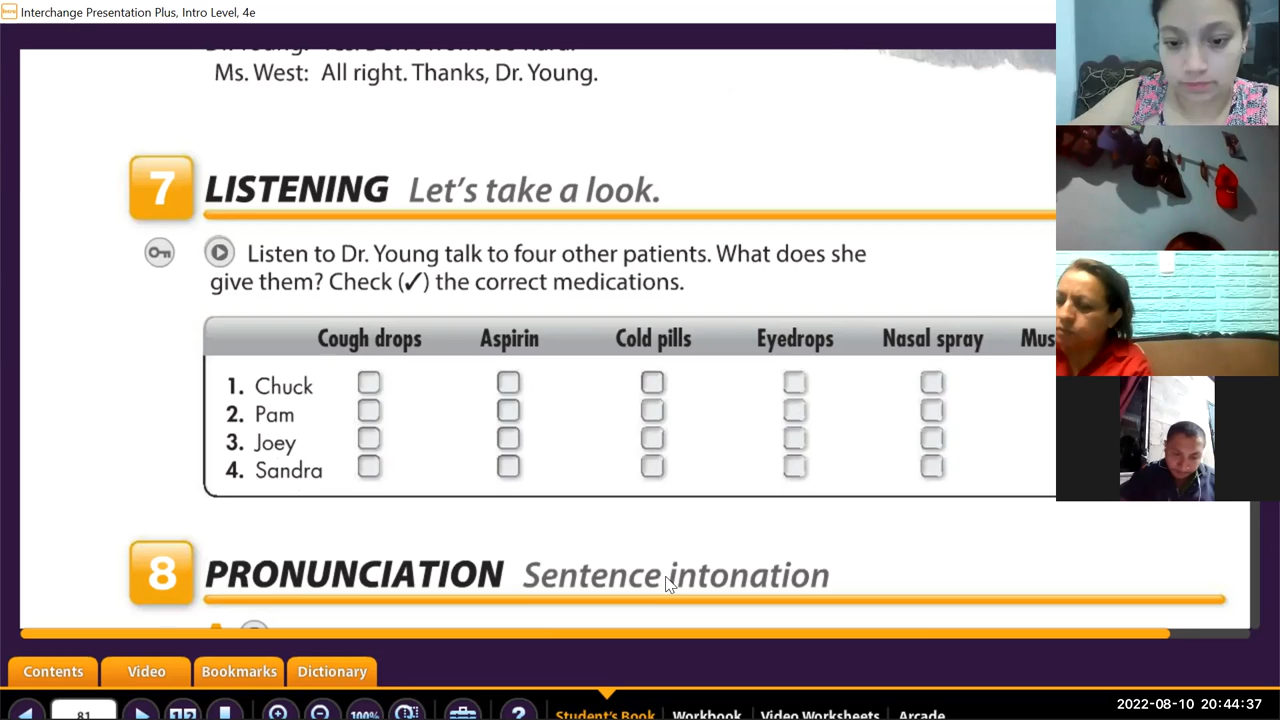 Interchange Presentation Plus, Intro Level, 4e
Ms. West: All right. Thanks, Dr. Young.
7 LISTENING Let's take a look.
Listen to Dr. Young talk to four other patients. What does she
give them? Check (✓) the correct medications.
Cough drops Aspirin Cold pills Eyedrops Nasal spray Mus
1. Chuck
2. Pam
3. Joey
4. Sandra
8 PRONUNCIATION Sentence intonation
Contents Video Bookmarks Dictionary
81 100% ? Student's Book Workbook Video Worksheets Arcade
2022-08-10 20:44:37